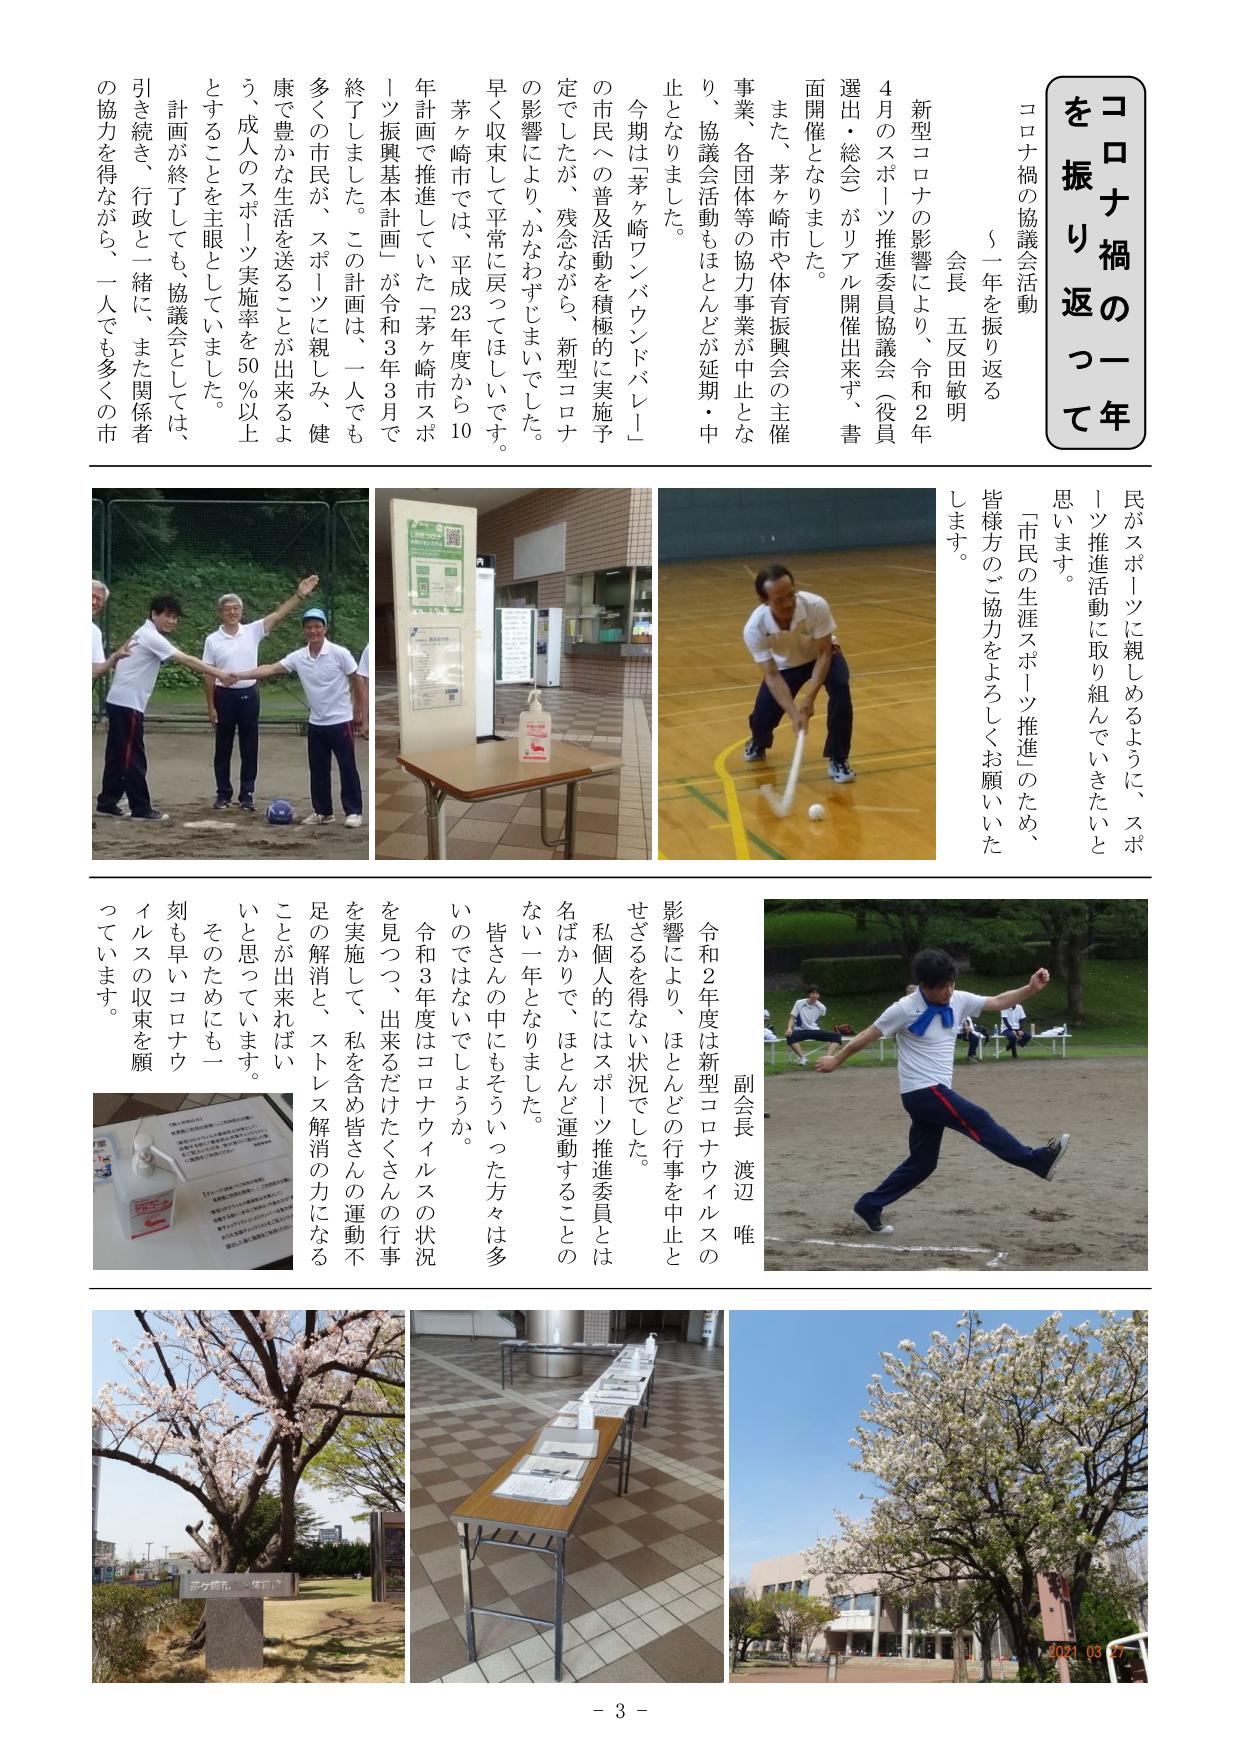 コロナ禍の一年
を振り返って
コロナ禍の協議会活動
～一年を振り返る
会長　五反田敏明
新型コロナの影響により、令和２年
４月のスポーツ推進委員協議会（役員
選出・総会）がリアル開催出来ず、書
面開催となりました。
また、茅ヶ崎市や体育振興会の主催
事業、各団体等の協力事業が中止とな
り、協議会活動もほとんどが延期・中
止となりました。
今期は「茅ヶ崎ワンバウンドバレー」
の市民への普及活動を積極的に実施予
定でしたが、残念ながら、新型コロナ
の影響により、かなわずじまいでした。
早く収束して平常に戻ってほしいです。
茅ヶ崎市では、平成23年度から10
年計画で推進していた「茅ヶ崎市スポ
ーツ振興基本計画」が令和３年３月で
終了しました。この計画は、一人でも
多くの市民が、スポーツに親しみ、健
康で豊かな生活を送ることが出来るよ
う、成人のスポーツ実施率を50％以上
とすることを主眼としていました。
計画が終了しても、協議会としては、
引き続き、行政と一緒に、また関係者
の協力を得ながら、一人でも多くの市
民がスポーツに親しめるように、スポ
ーツ推進活動に取り組んでいきたいと
思います。
「市民の生涯スポーツ推進」のため、
皆様方のご協力をよろしくお願いいた
します。
副会長　渡辺　唯
令和２年度は新型コロナウィルスの
影響により、ほとんどの行事を中止と
せざるを得ない状況でした。
私個人的にはスポーツ推進委員とは
名ばかりで、ほとんど運動することの
ない一年となりました。
皆さんの中にもそういった方々は多
いのではないでしょうか。
令和３年度はコロナウィルスの状況
を見つつ、出来るだけたくさんの行事
を実施して、私を含め皆さんの運動不
足の解消と、ストレス解消の力になる
ことが出来ればい
いと思っています。
そのためにも一
刻も早いコロナウ
イルスの収束を願
っています。
2021 03 27
- 3 -